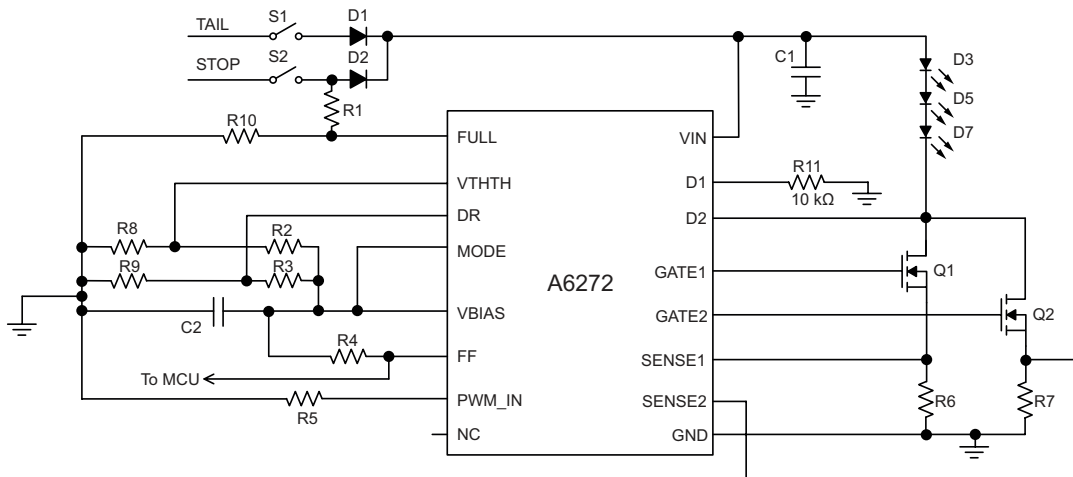 S1
D1
TAIL
S2
D2
STOP
R1
C1
D3
D5
D7
R10
FULL
VIN
VTHTH
D1
R11
10 kΩ
DR
D2
R8
R2
MODE
R9
R3
A6272
GATE1
Q1
C2
VBIAS
GATE2
Q2
R4
FF
SENSE1
To MCU
R5
PWM_IN
SENSE2
R6
R7
NC
GND